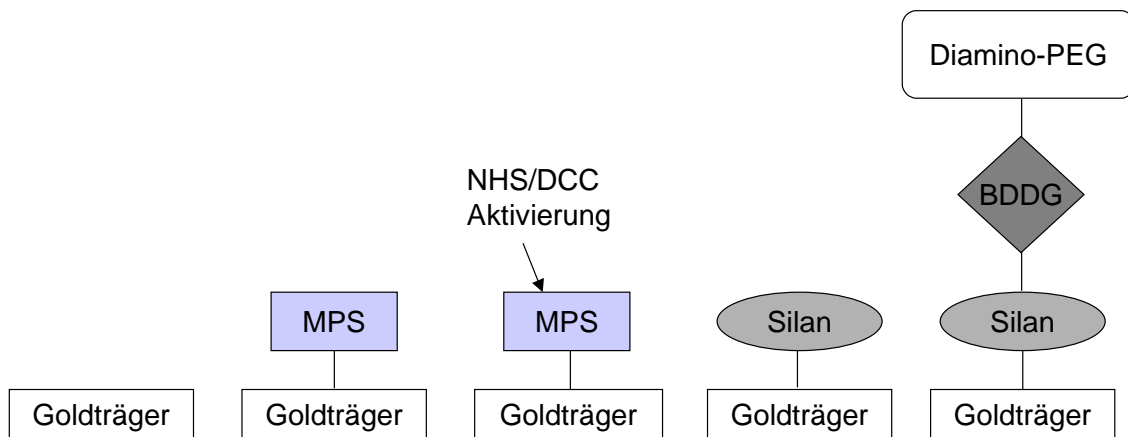 Diamino-PEG
BDDG
NHS/DCC
Aktivierung
MPS
MPS
Silan
Silan
Goldträger
Goldträger
Goldträger
Goldträger
Goldträger